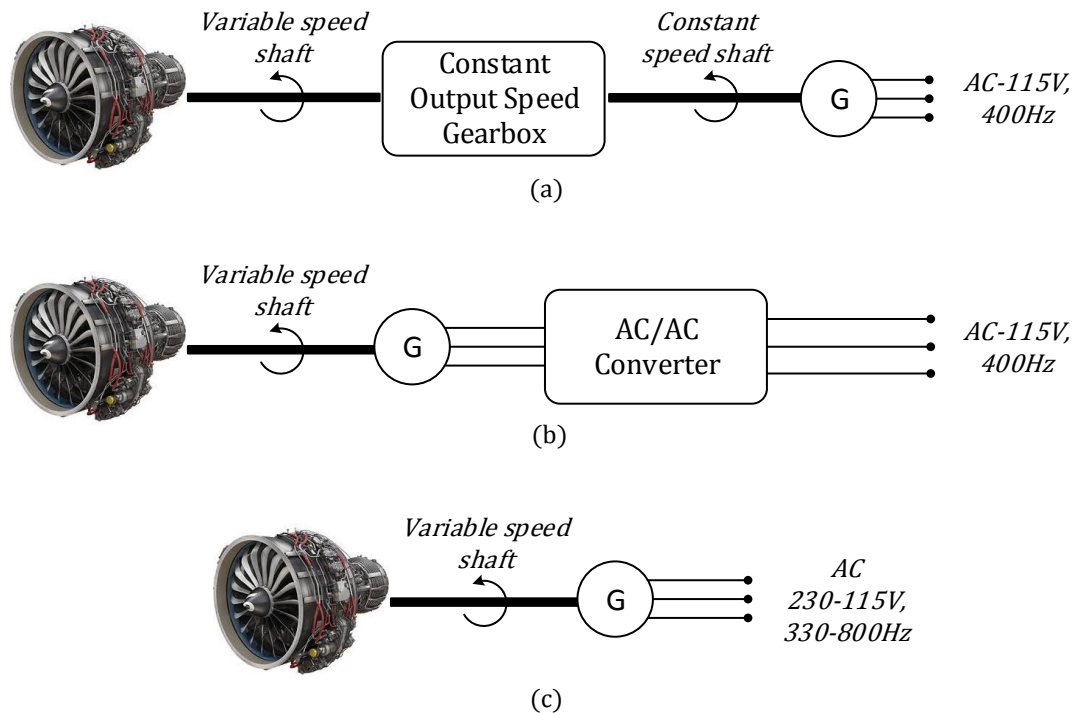 Variable speed
shaft
Constant
Output Speed
Gearbox
Constant
speed shaft
G
AC-115V,
400Hz
(a)
Variable speed
shaft
G
AC/AC
Converter
AC-115V,
400Hz
(b)
Variable speed
shaft
G
AC
230-115V,
330-800Hz
(c)